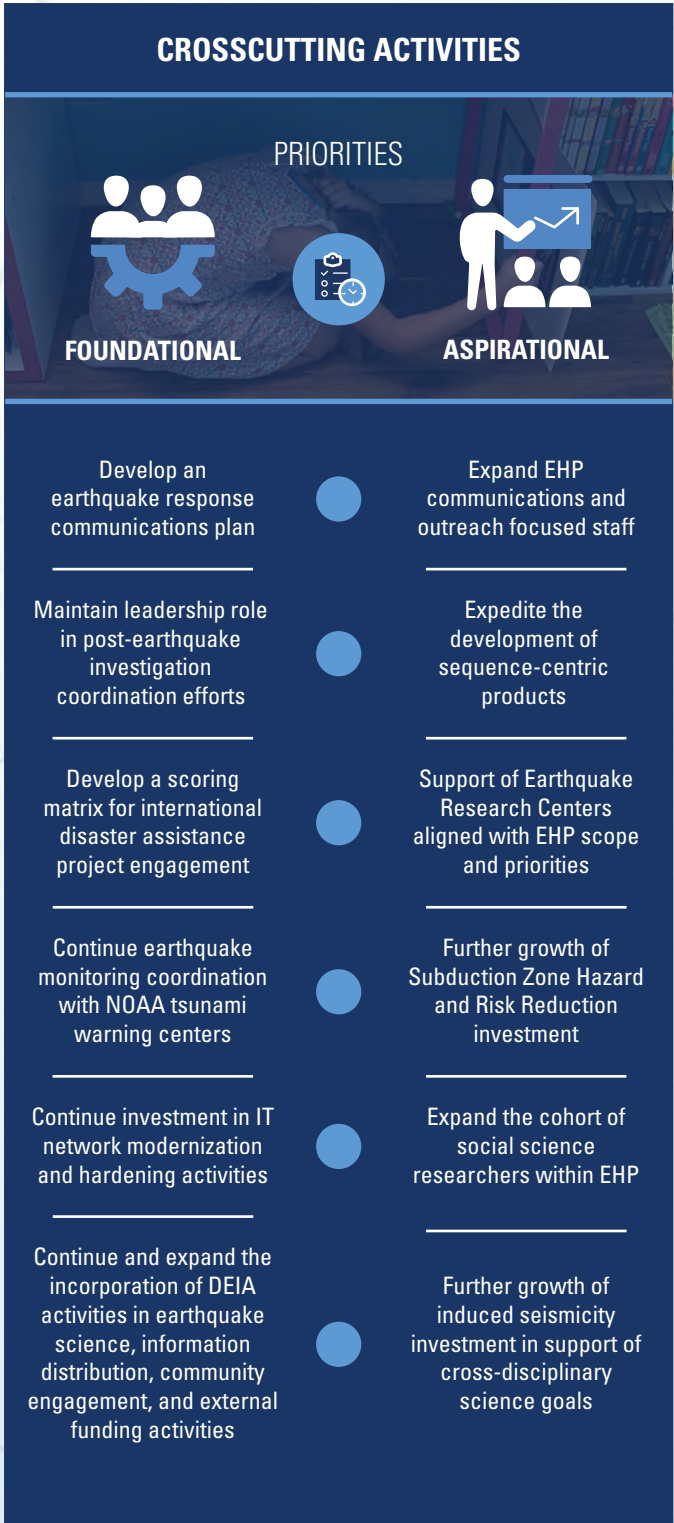 CROSSCUTTING ACTIVITIES
PRIORITIES
FOUNDATIONAL
ASPIRATIONAL
Develop an
earthquake response
communications plan
Expand EHP
communications and
outreach focused staff
Maintain leadership role
in post-earthquake
investigation
coordination efforts
Expedite the
development of
sequence-centric
products
Develop a scoring
matrix for international
disaster assistance
project engagement
Support of Earthquake
Research Centers
aligned with EHP scope
and priorities
Continue earthquake
monitoring coordination
with NOAA tsunami
warning centers
Further growth of
Subduction Zone Hazard
and Risk Reduction
investment
Continue investment in IT
network modernization
and hardening activities
Expand the cohort of
social science
researchers within EHP
Continue and expand the
incorporation of DEIA
activities in earthquake
science, information
distribution, community
engagement, and external
funding activities
Further growth of
induced seismicity
investment in support of
cross-disciplinary
science goals